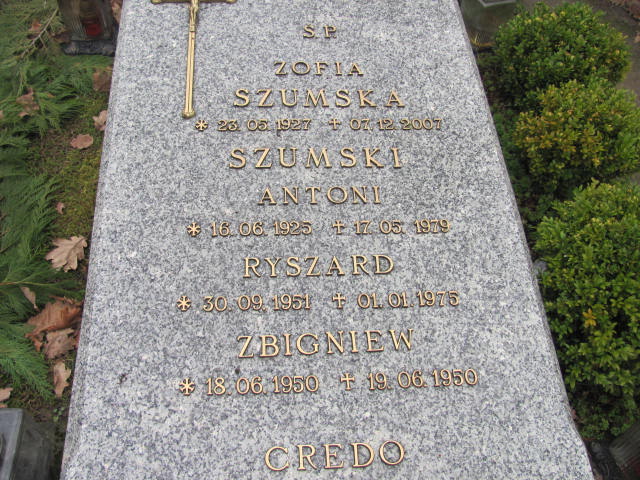 S.P.
ZOFIA
SZUMSKA
* 23.05.1927 ✝ 07.12.2007
SZUMSKI
ANTONI
* 16.06.1925 ✝ 17.05.1979
RYSZARD
* 30.09.1951 ✝ 01.01.1975
ZBIGNIEW
* 18.06.1950 ✝ 19.06.1950
CREDO